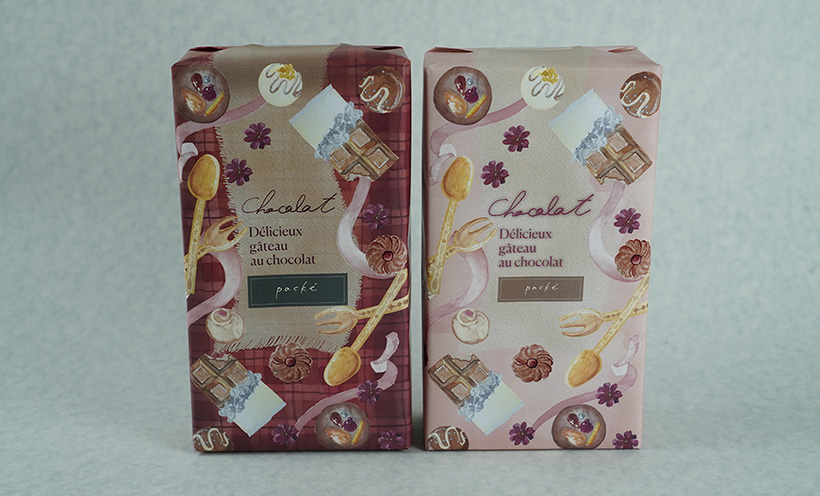 Chocolat
Délicieux
gâteau
au chocolat
packé
Chocolat
Délicieux
gâteau
au chocolat
packé